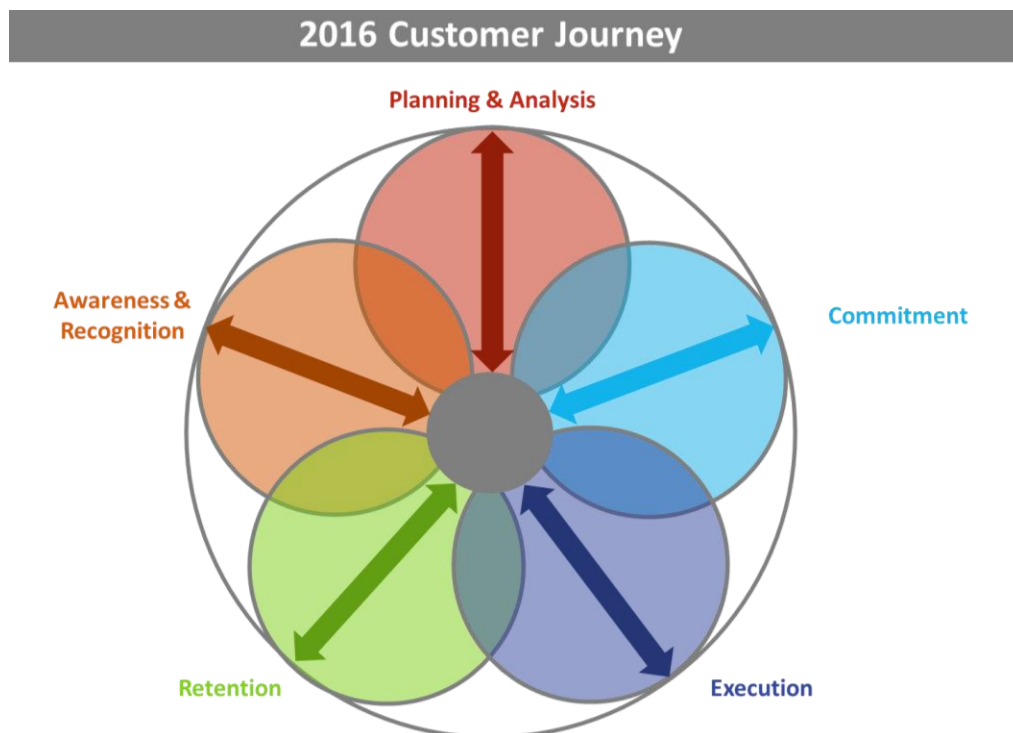 2016 Customer Journey
Planning & Analysis
Awareness &
Recognition
Commitment
Retention
Execution